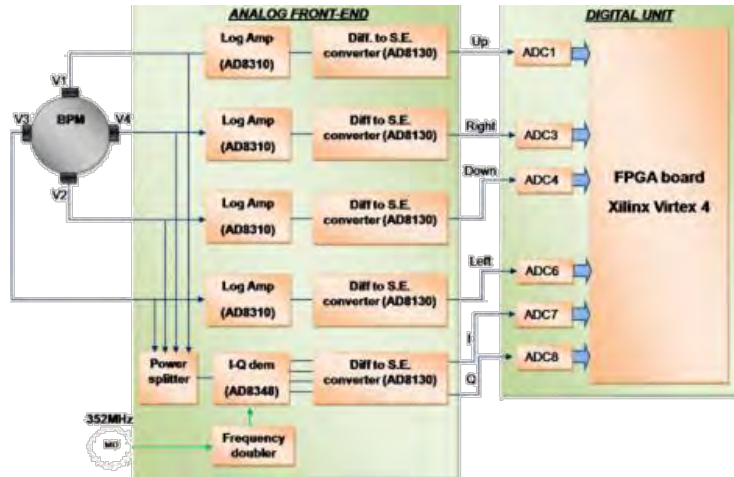 ANALOG FRONT-END
DIGITAL UNIT
Log Amp
(AD8310)
Diff. to S.E.
converter (AD8130)
Up
ADC1
V1
V3
BPM
V4
V2
Log Amp
(AD8310)
Diff to S.E.
converter (AD8130)
Right
ADC3
Down
ADC4
FPGA board
Xilinx Virtex 4
Log Amp
(AD8310)
Diff to S.E.
converter (AD8130)
Log Amp
(AD8310)
Diff to S.E.
converter (AD8130)
Left
ADC6
ADC7
I
ADC8
Q
Power
splitter
I-Q dem
(AD8348)
Diff to S.E.
converter (AD8130)
352MHz
MO
Frequency
doubler